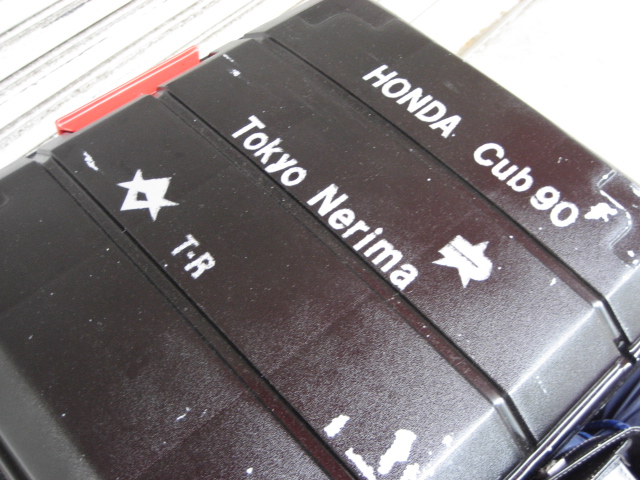 HONDA Cub 90
Tokyo Nerima
T·R